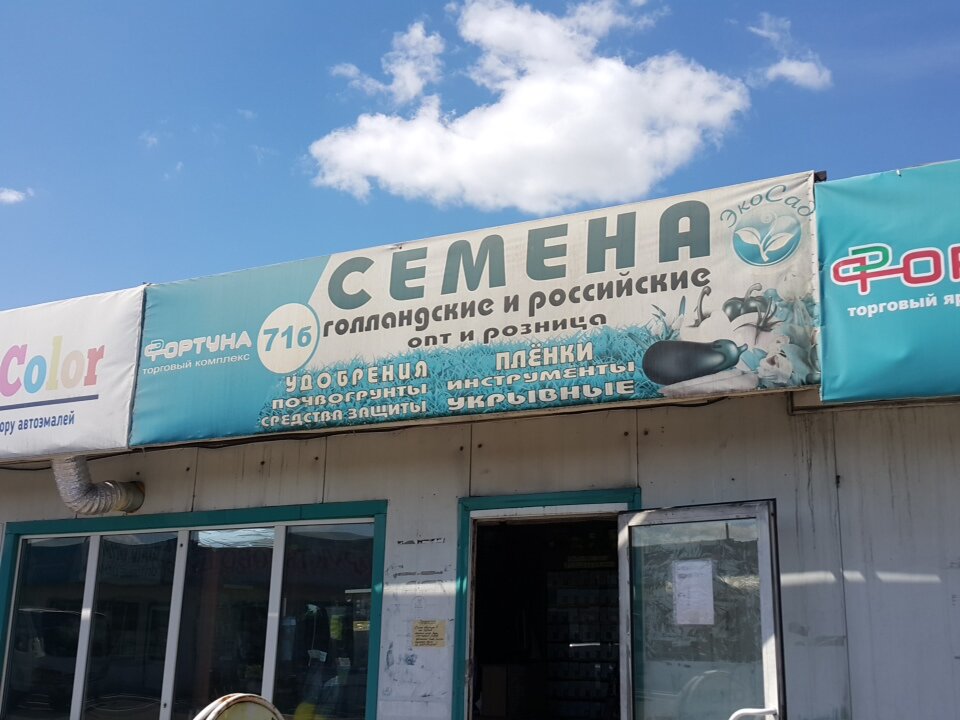 Color
ору автоэмалей
ФОРТУНА
торговый комплекс
71б
СЕМЕНА
голландские и российские
опт и розница
УДОБРЕНИЯ
ПОЧВОГРУНТЫ
СРЕДСТВА ЗАЩИТЫ
ПЛЁНКИ
ИНСТРУМЕНТЫ
УКРЫВНЫЕ
ЭкоСад
ФОР
торговый яр